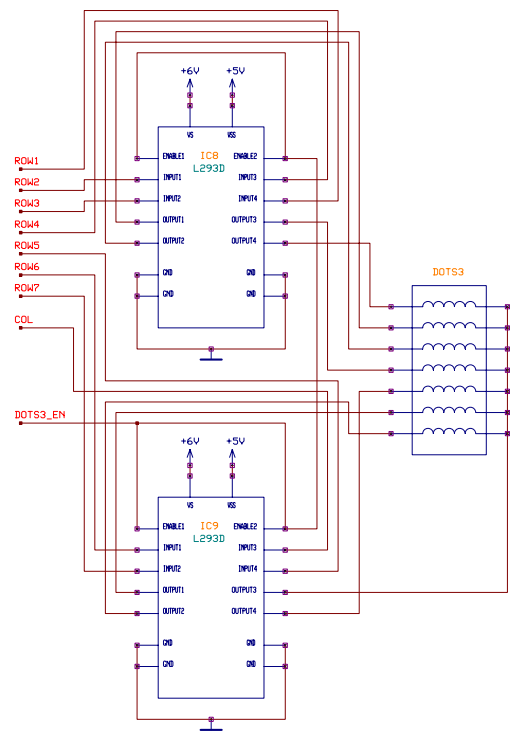 +6V +5V
VS VSS
ENABLE1 IC8 ENABLE2
L293D
INPUT1 INPUT3
INPUT2 INPUT4
OUTPUT1 OUTPUT3
OUTPUT2 OUTPUT4
GND GND
GND GND
ROW1
ROW2
ROW3
ROW4
ROW5
ROW6
ROW7
COL
DOTS3_EN
DOTS3
+6V +5V
VS VSS
ENABLE1 IC9 ENABLE2
L293D
INPUT1 INPUT3
INPUT2 INPUT4
OUTPUT1 OUTPUT3
OUTPUT2 OUTPUT4
GND GND
GND GND